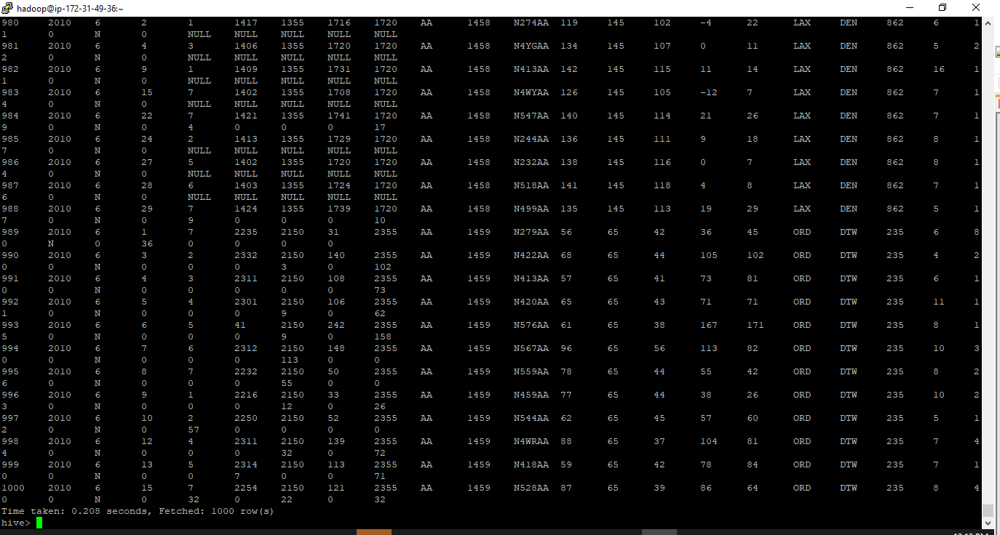 hadoop@ip-172-31-49-36:~
980 2010 6 2 1 1417 1355 1716 1720 AA 1458 N274AA 119 145 102 -4 22 LAX DEN 862 6 1
1 0 N 0 NULL NULL NULL NULL NULL
981 2010 6 4 3 1406 1355 1720 1720 AA 1458 N4YGAA 134 145 107 0 11 LAX DEN 862 5 2
2 0 N 0 NULL NULL NULL NULL NULL
982 2010 6 9 1 1409 1355 1731 1720 AA 1458 N413AA 142 145 115 11 14 LAX DEN 862 16 1
1 0 N 0 NULL NULL NULL NULL NULL
983 2010 6 15 7 1402 1355 1708 1720 AA 1458 N4WYAA 126 145 105 -12 7 LAX DEN 862 7 1
4 0 N 0 NULL NULL NULL NULL NULL
984 2010 6 22 7 1421 1355 1741 1720 AA 1458 N547AA 140 145 114 21 26 LAX DEN 862 7 1
9 0 N 0 4 0 0 0 17
985 2010 6 24 2 1413 1355 1729 1720 AA 1458 N244AA 136 145 111 9 18 LAX DEN 862 8 1
7 0 N 0 NULL NULL NULL NULL NULL
986 2010 6 27 5 1402 1355 1720 1720 AA 1458 N232AA 138 145 116 0 7 LAX DEN 862 8 1
4 0 N 0 NULL NULL NULL NULL NULL
987 2010 6 28 6 1403 1355 1724 1720 AA 1458 N518AA 141 145 118 4 8 LAX DEN 862 7 1
6 0 N 0 NULL NULL NULL NULL NULL
988 2010 6 29 7 1424 1355 1739 1720 AA 1458 N499AA 135 145 113 19 29 LAX DEN 862 5 1
7 0 N 0 9 0 0 0 10
989 2010 6 1 7 2235 2150 31 2355 AA 1459 N279AA 56 65 42 36 45 ORD DTW 235 6 8
0 N 0 36 0 0 0 0
990 2010 6 3 2 2332 2150 140 2355 AA 1459 N422AA 68 65 44 105 102 ORD DTW 235 4 2
0 0 N 0 0 0 3 0 102
991 2010 6 4 3 2311 2150 108 2355 AA 1459 N413AA 57 65 41 73 81 ORD DTW 235 6 1
0 0 N 0 0 0 0 0 73
992 2010 6 5 4 2301 2150 106 2355 AA 1459 N420AA 65 65 43 71 71 ORD DTW 235 11 1
1 0 N 0 0 0 9 0 62
993 2010 6 6 5 41 2150 242 2355 AA 1459 N576AA 61 65 38 167 171 ORD DTW 235 8 1
5 0 N 0 0 0 9 0 158
994 2010 6 7 6 2312 2150 148 2355 AA 1459 N567AA 96 65 56 113 82 ORD DTW 235 10 3
0 0 N 0 0 0 113 0 0
995 2010 6 8 7 2232 2150 50 2355 AA 1459 N559AA 78 65 44 55 42 ORD DTW 235 8 2
6 0 N 0 0 0 55 0 0
996 2010 6 9 1 2216 2150 33 2355 AA 1459 N459AA 77 65 44 38 26 ORD DTW 235 10 2
3 0 N 0 0 0 12 0 26
997 2010 6 10 2 2250 2150 52 2355 AA 1459 N544AA 62 65 45 57 60 ORD DTW 235 5 1
2 0 N 0 57 0 0 0 0
998 2010 6 12 4 2311 2150 139 2355 AA 1459 N4WRAA 88 65 37 104 81 ORD DTW 235 7 4
4 0 N 0 0 0 32 0 72
999 2010 6 13 5 2314 2150 113 2355 AA 1459 N418AA 59 65 42 78 84 ORD DTW 235 7 1
0 0 N 0 0 7 0 0 71
1000 2010 6 15 7 2254 2150 121 2355 AA 1459 N528AA 87 65 39 86 64 ORD DTW 235 8 4
0 0 N 0 32 0 22 0 32
Time taken: 0.208 seconds, Fetched: 1000 row(s)
hive>